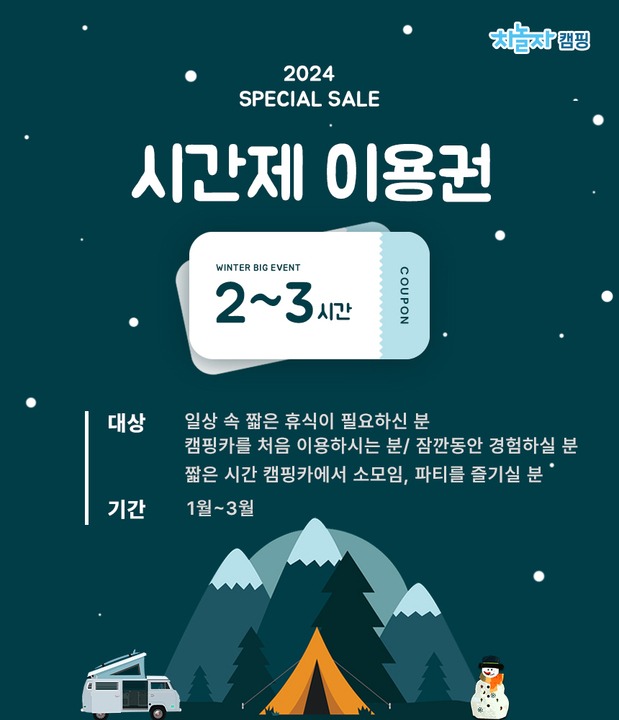 차놀자 캠핑
2024
SPECIAL SALE
시간제 이용권
WINTER BIG EVENT
2~3시간
COUPON
대상 일상 속 짧은 휴식이 필요하신 분
캠핑카를 처음 이용하시는 분/ 잠깐동안 경험하실 분
짧은 시간 캠핑카에서 소모임, 파티를 즐기실 분
기간 1월~3월